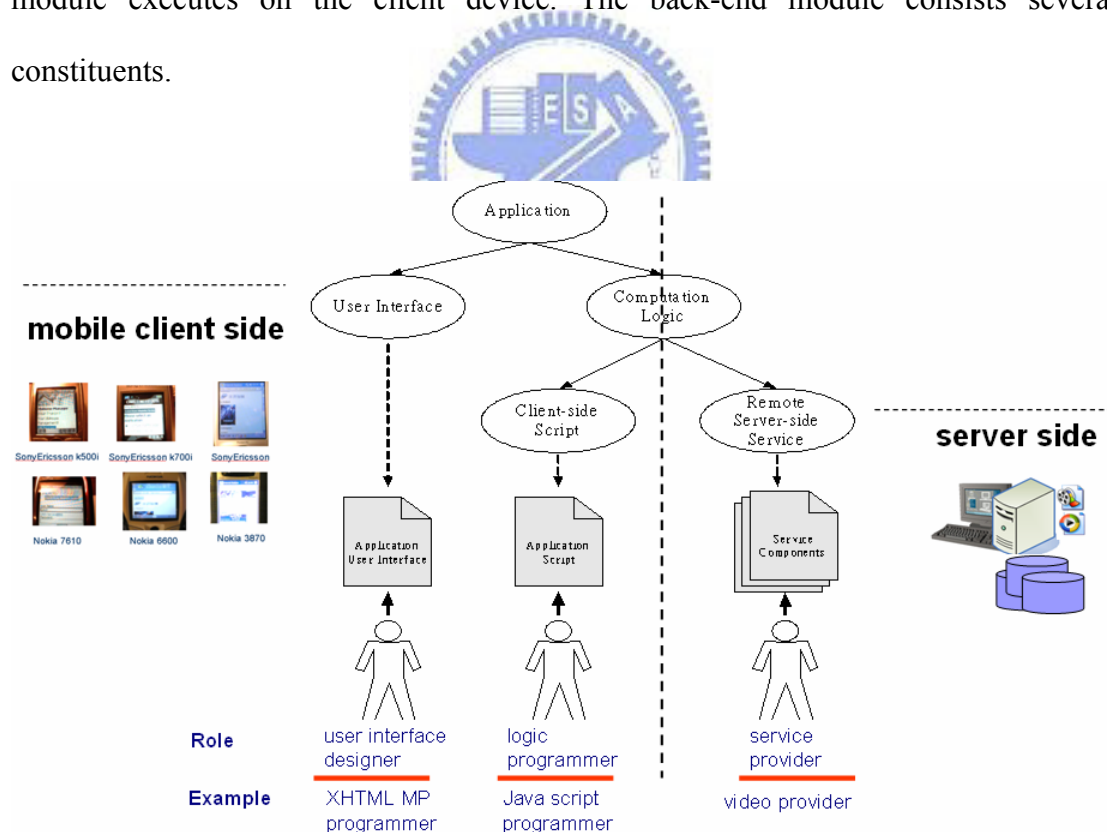 module executes on the client device. The back-end module consists several
constituents.
E S A
Application
User Interface
Computation
Logic
mobile client side
Client-side
Script
Remote
Server-side
Service
server side
SonyEricsson k500i
SonyEricsson k700i
SonyEricsson
Nokia 7610
Nokia 6600
Nokia 3870
Application
User Interface
Application
Script
Service
Components
Role
user interface
designer
logic
programmer
service
provider
Example
XHTML MP
programmer
Java script
programmer
video provider